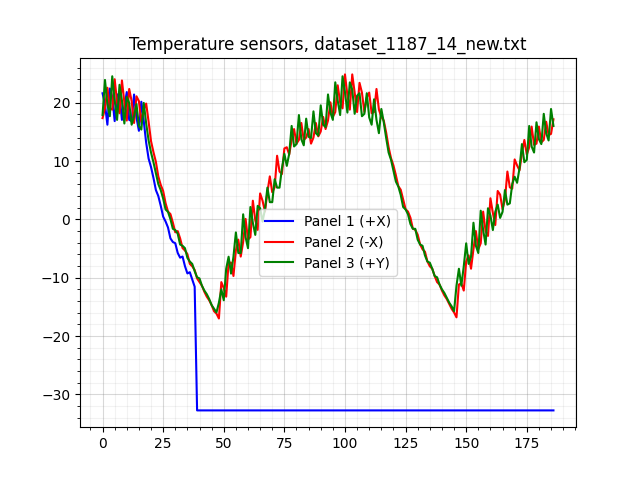 Temperature sensors, dataset_1187_14_new.txt
20
10
0
−10
−20
−30
Panel 1 (+X)
Panel 2 (-X)
Panel 3 (+Y)
0 25 50 75 100 125 150 175